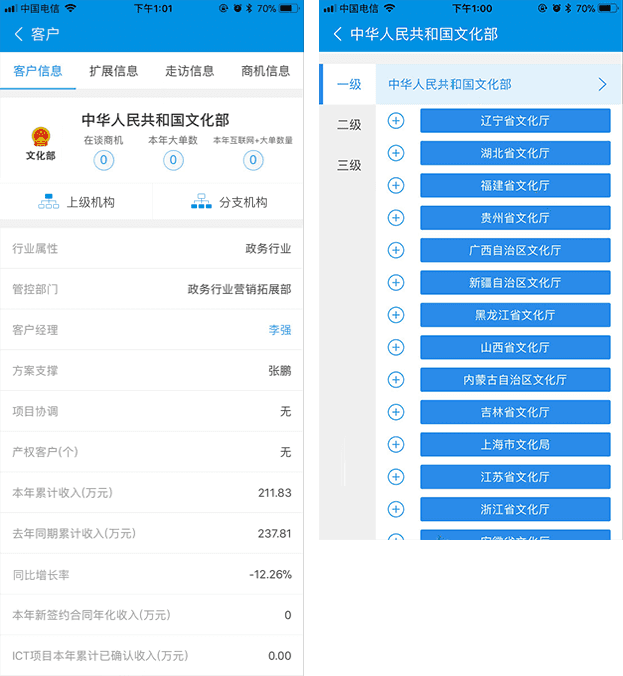 中国电信 下午1:01 70%
客户
客户信息 扩展信息 走访信息 商机信息
中华人民共和国文化部
文化部
在谈商机 本年大单数 本年互联网+大单数量
0 0 0
上级机构 分支机构
行业属性 政务行业
管控部门 政务行业营销拓展部
客户经理 李强
方案支撑 张鹏
项目协调 无
产权客户(个) 无
本年累计收入(万元) 211.83
去年同期累计收入(万元) 237.81
同比增长率 -12.26%
本年新签约合同年化收入(万元) 0
ICT项目本年累计已确认收入(万元) 0.00
中国电信 下午1:00 70%
中华人民共和国文化部
一级 中华人民共和国文化部
二级
三级
辽宁省文化厅
湖北省文化厅
福建省文化厅
贵州省文化厅
广西自治区文化厅
新疆自治区文化厅
黑龙江省文化厅
山西省文化厅
内蒙古自治区文化厅
吉林省文化厅
上海市文化局
江苏省文化厅
浙江省文化厅
安徽省文化厅